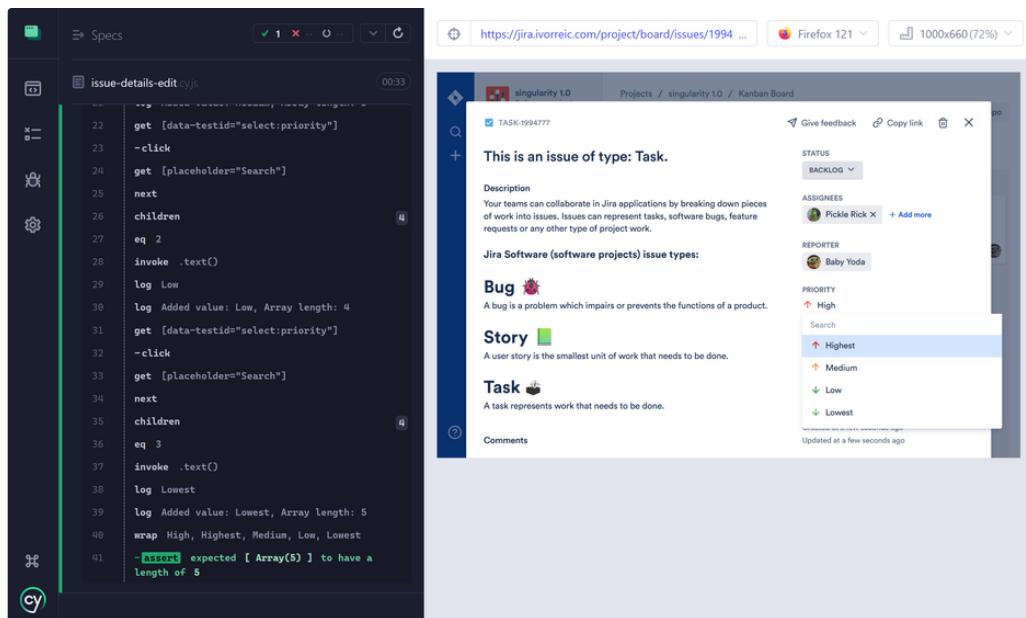 Specs
1
--
--
issue-details-edit cy.js
00:33
22 get [data-testid="select:priority"]
23 -click
24 get [placeholder="Search"]
25 next
26 children 4
27 eq 2
28 invoke .text()
29 log Low
30 log Added value: Low, Array length: 4
31 get [data-testid="select:priority"]
32 -click
33 get [placeholder="Search"]
34 next
35 children 4
36 eq 3
37 invoke .text()
38 log Lowest
39 log Added value: Lowest, Array length: 5
40 wrap High, Highest, Medium, Low, Lowest
41 -assert expected [ Array(5) ] to have a
length of 5
cy
https://jira.ivorreic.com/project/board/issues/1994 ...
Firefox 121
1000x660 (72%)
singularity 1.0
Projects / singularity 1.0 / Kanban Board
TASK-1994777
Give feedback
Copy link
This is an issue of type: Task.
Description
Your teams can collaborate in Jira applications by breaking down pieces
of work into issues. Issues can represent tasks, software bugs, feature
requests or any other type of project work.
Jira Software (software projects) issue types:
Bug
A bug is a problem which impairs or prevents the functions of a product.
Story
A user story is the smallest unit of work that needs to be done.
Task
A task represents work that needs to be done.
Comments
STATUS
BACKLOG
ASSIGNEES
Pickle Rick
+ Add more
REPORTER
Baby Yoda
PRIORITY
High
Search
Highest
Medium
Low
Lowest
Updated at a few seconds ago